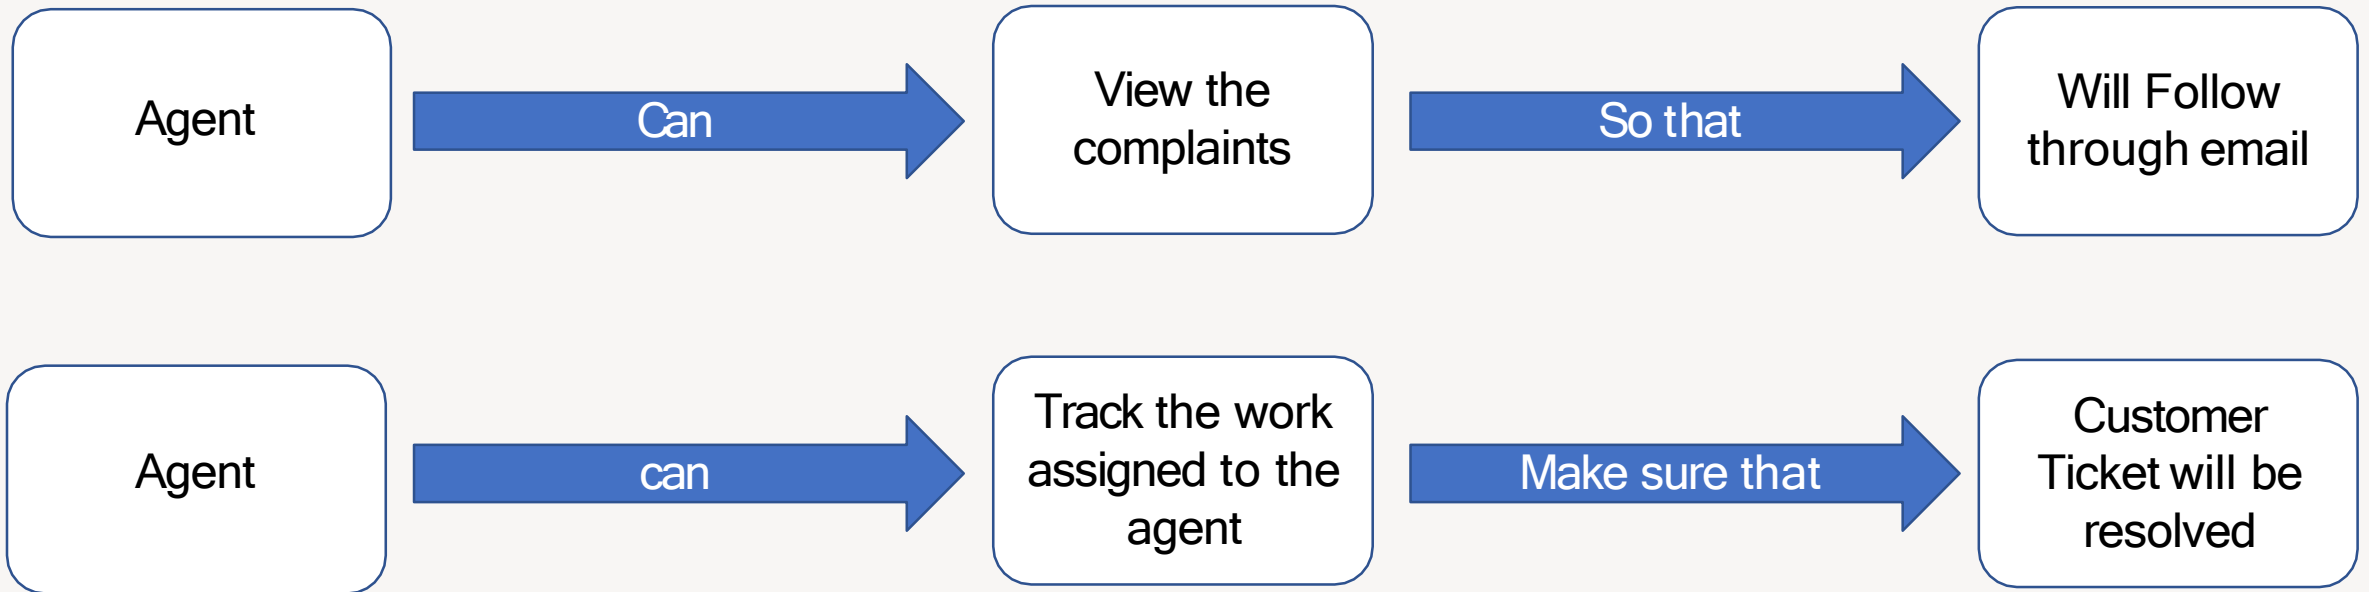 Agent
Can
View the
complaints
So that
Will Follow
through email
Agent
can
Track the work
assigned to the
agent
Make sure that
Customer
Ticket will be
resolved